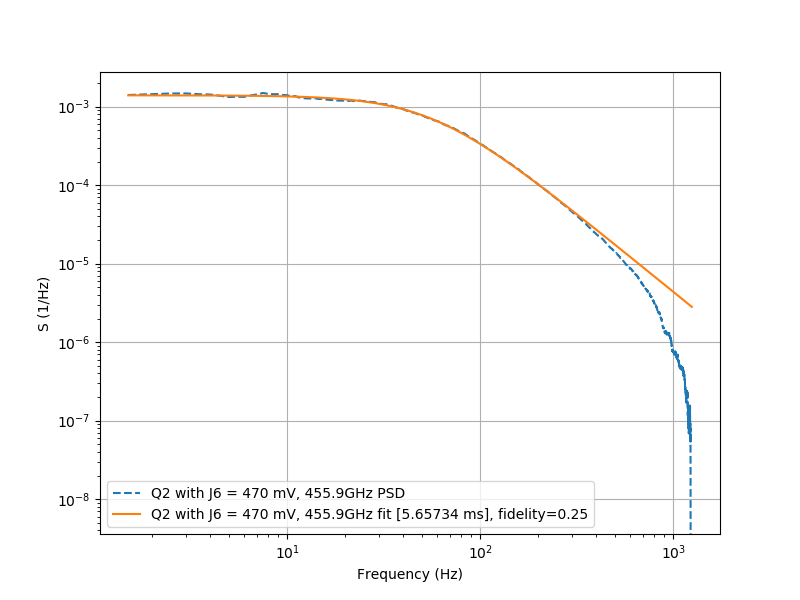 10⁻³
10⁻⁴
10⁻⁵
10⁻⁶
10⁻⁷
10⁻⁸
S (1/Hz)
Q2 with J6 = 470 mV, 455.9GHz PSD
Q2 with J6 = 470 mV, 455.9GHz fit [5.65734 ms], fidelity=0.25
10¹ 10² 10³
Frequency (Hz)